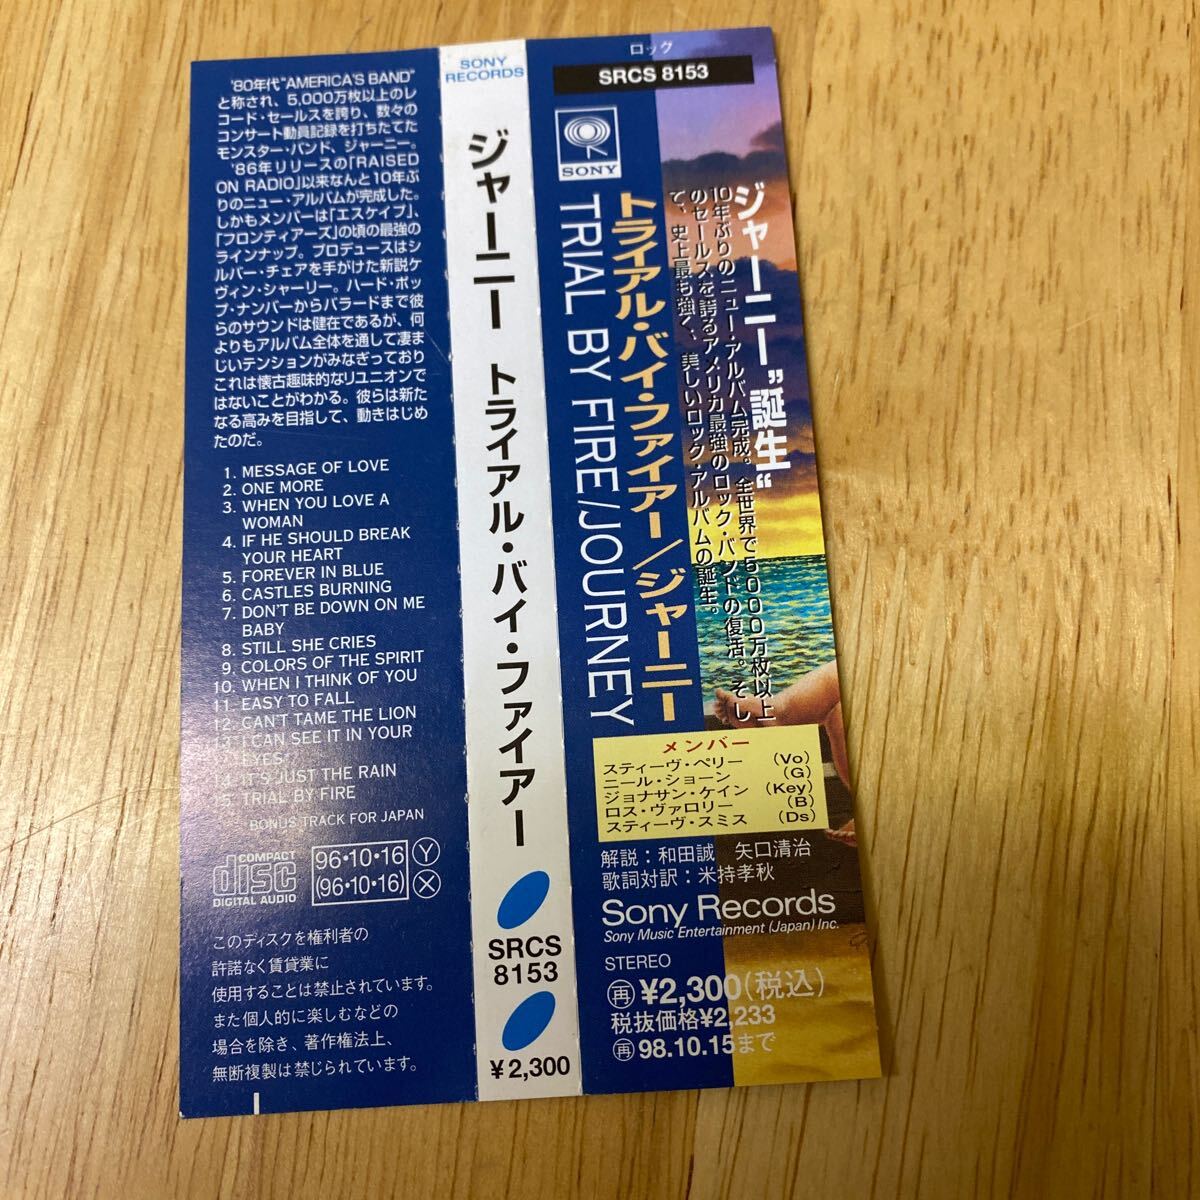 '80年代"AMERICA'S BAND"
と称され、5,000万枚以上のレ
コード・セールスを誇り、数々の
コンサート動員記録を打ちたてた
モンスター・バンド、ジャーニー。
'86年リリースの「RAISED
ON RADIO」以来なんと10年ぶ
りのニュー・アルバムが完成した。
しかもメンバーは「エスケイプ」、
「フロンティアーズ」の頃の最強の
ラインナップ。プロデュースはシ
ルバー・チェアを手がけた新説ケ
ヴィン・シャーリー。ハード・ポッ
プ・ナンバーからバラードまで彼
らのサウンドは健在であるが、何
よりもアルバム全体を通して凄ま
じいテンションがみなぎっており
これは懐古趣味的なリユニオンで
はないことがわかる。彼らは新た
なる高みを目指して、動きはじめ
たのだ。
1. MESSAGE OF LOVE
2. ONE MORE
3. WHEN YOU LOVE A
WOMAN
4. IF HE SHOULD BREAK
YOUR HEART
5. FOREVER IN BLUE
6. CASTLES BURNING
7. DON'T BE DOWN ON ME
BABY
8. STILL SHE CRIES
9. COLORS OF THE SPIRIT
10. WHEN I THINK OF YOU
11. EASY TO FALL
12. CAN'T TAME THE LION
13. I CAN SEE IT IN YOUR
EYES*
14. IT'S JUST THE RAIN
15. TRIAL BY FIRE
*BONUS TRACK FOR JAPAN
COMPACT
disc
DIGITAL AUDIO
96・10・16 Ⓨ
(96・10・16) Ⓧ
このディスクを権利者の
許諾なく賃貸業に
使用することは禁止されています。
また個人的に楽しむなどの
場合を除き、著作権法上、
無断複製は禁じられています。
SONY
RECORDS
ジャーニー トライアル・バイ・ファイアー
SRCS
8153
¥2,300
ロック
SRCS 8153
SONY
トライアル・バイ・ファイアー/ジャーニー
TRIAL BY FIRE/JOURNEY
ジャーニー"誕生"
10年ぶりのニュー・アルバム完成。全世界で5000万枚以上
のセールスを誇るアメリカ最強のロック・バンドの復活。そし
て、史上最も強く、美しいロック・アルバムの誕生。
メンバー
スティーヴ・ペリー (Vo)
ニール・ショーン (G)
ジョナサン・ケイン (Key)
ロス・ヴァロリー (B)
スティーヴ・スミス (Ds)
解説:和田誠 矢口清治
歌詞対訳:米持孝秋
Sony Records
Sony Music Entertainment (Japan) Inc.
STEREO
㊢¥2,300(税込)
税抜価格¥2,233
㊢98.10.15まで